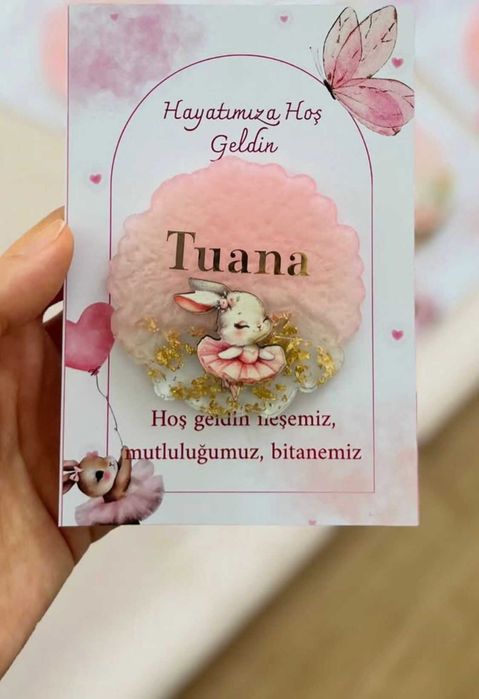 Hayatımıza Hoş
Geldin
Tuana
Hoş geldin neşemiz,
mutluluğumuz, bitanemiz